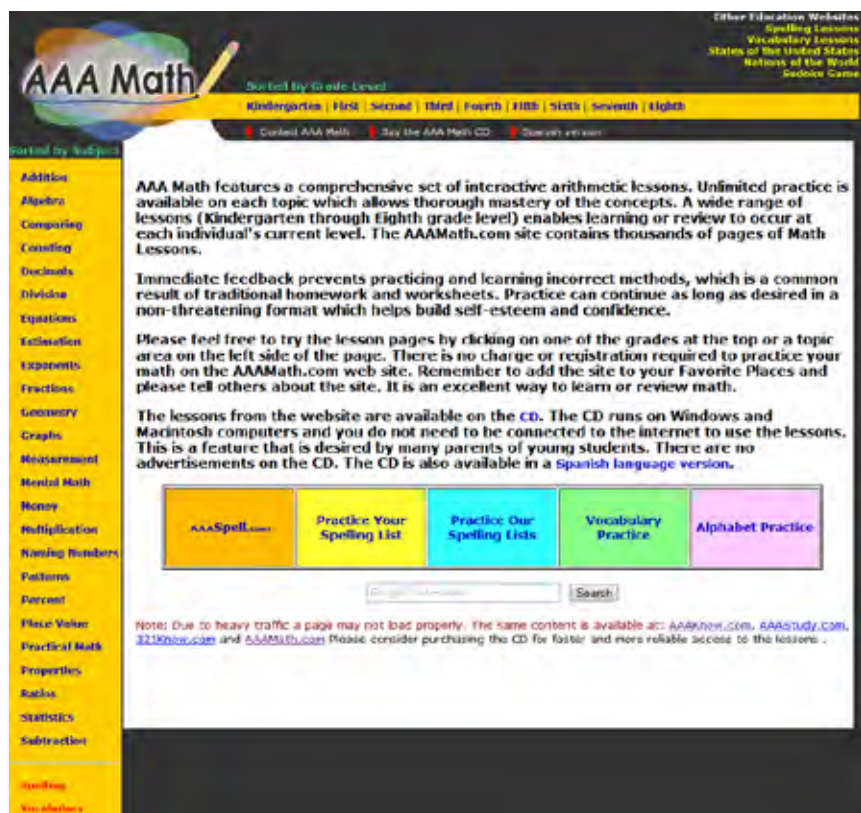 Other Education Websites
Spelling Lessons
Vocabulary Lessons
States of the United States
Nations of the World
Sudoku Game
AAA Math
Sorted by Grade Level
Kindergarten | First | Second | Third | Fourth | Fifth | Sixth | Seventh | Eighth
Contact AAA Math Buy the AAA Math CD Spanish version
Sorted by Subject
Addition
Algebra
Comparing
Counting
Decimals
Division
Equations
Estimation
Exponents
Fractions
Geometry
Graphs
Measurement
Mental Math
Money
Multiplication
Naming Numbers
Patterns
Percent
Place Value
Practical Math
Properties
Ratios
Statistics
Subtraction
Spelling
Vocabulary
AAA Math features a comprehensive set of interactive arithmetic lessons. Unlimited practice is
available on each topic which allows thorough mastery of the concepts. A wide range of
lessons (Kindergarten through Eighth grade level) enables learning or review to occur at
each individual's current level. The AAAMath.com site contains thousands of pages of Math
Lessons.
Immediate feedback prevents practicing and learning incorrect methods, which is a common
result of traditional homework and worksheets. Practice can continue as long as desired in a
non-threatening format which helps build self-esteem and confidence.
Please feel free to try the lesson pages by clicking on one of the grades at the top or a topic
area on the left side of the page. There is no charge or registration required to practice your
math on the AAAMath.com web site. Remember to add the site to your Favorite Places and
please tell others about the site. It is an excellent way to learn or review math.
The lessons from the website are available on the CD. The CD runs on Windows and
Macintosh computers and you do not need to be connected to the internet to use the lessons.
This is a feature that is desired by many parents of young students. There are no
advertisements on the CD. The CD is also available in a Spanish language version.
AAASpell.com
Practice Your
Spelling List
Practice Our
Spelling Lists
Vocabulary
Practice
Alphabet Practice
Search
Note: Due to heavy traffic a page may not load properly. The same content is available at: AAAKnow.com, AAAStudy.com,
321Know.com and AAAMath.com Please consider purchasing the CD for faster and more reliable access to the lessons .